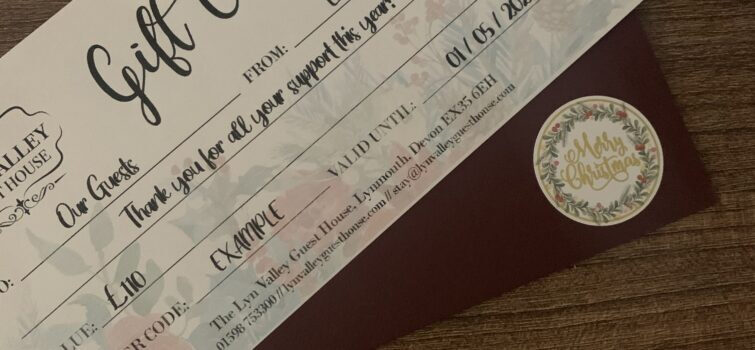 Gift
VALLEY
HOUSE
FROM:
Our Guests
Thank you for all your support this year!
£110
VALID UNTIL: 01 / 05 /
CODE: EXAMPLE
The Lyn Valley Guest House, Lynmouth, Devon EX35 6EH
01598 753300 // lynvalleyguesthouse.com // stay@lynvalleyguesthouse.com
Merry
Christmas